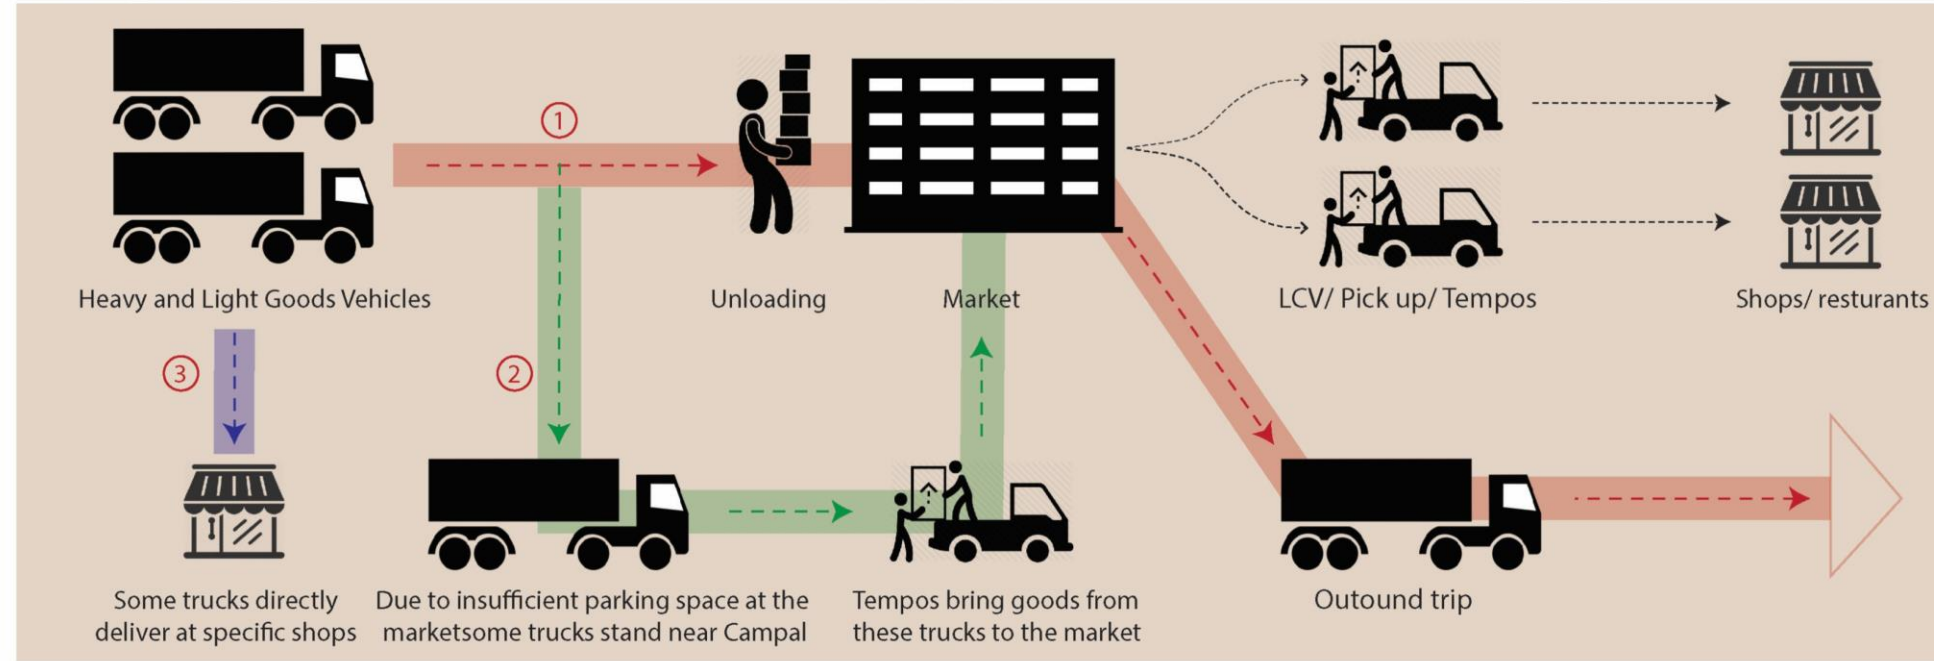 1
Heavy and Light Goods Vehicles
Unloading
Market
LCV/ Pick up/ Tempos
Shops/ resturants
3
2
Some trucks directly
deliver at specific shops
Due to insufficient parking space at the
marketsome trucks stand near Campal
Tempos bring goods from
these trucks to the market
Outound trip